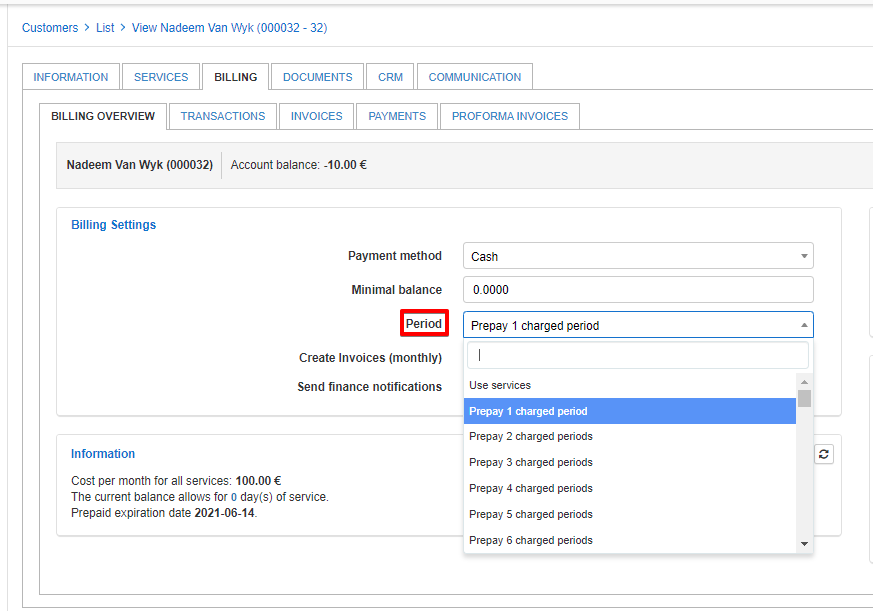 Customers > List > View Nadeem Van Wyk (000032 - 32)
INFORMATION SERVICES BILLING DOCUMENTS CRM COMMUNICATION
BILLING OVERVIEW TRANSACTIONS INVOICES PAYMENTS PROFORMA INVOICES
Nadeem Van Wyk (000032) Account balance: -10.00 €
Billing Settings
Payment method Cash
Minimal balance 0.0000
Period Prepay 1 charged period
Create Invoices (monthly)
Send finance notifications
Use services
Prepay 1 charged period
Prepay 2 charged periods
Prepay 3 charged periods
Prepay 4 charged periods
Prepay 5 charged periods
Prepay 6 charged periods
Information
Cost per month for all services: 100.00 €
The current balance allows for 0 day(s) of service.
Prepaid expiration date 2021-06-14.